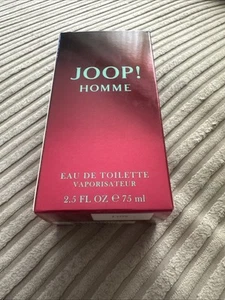 JOOP!
HOMME
EAU DE TOILETTE
VAPORISATEUR
2.5 FL OZ ℮ 75 ml